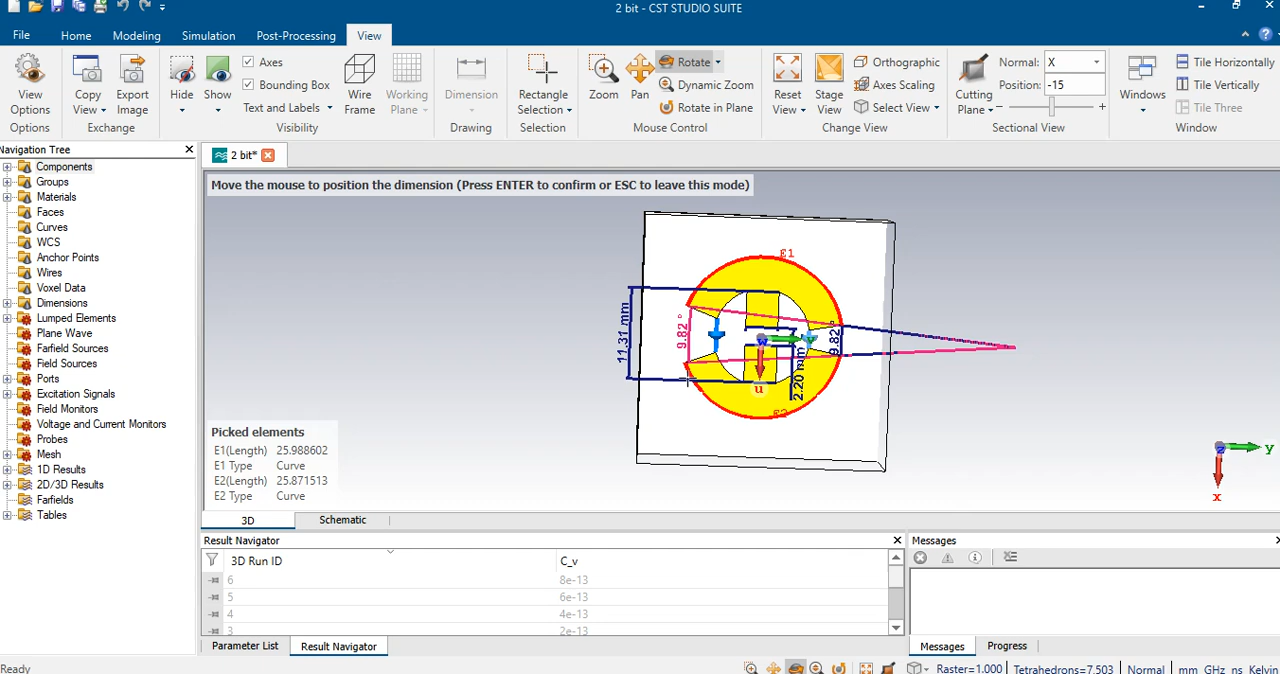 2 bit - CST STUDIO SUITE
File Home Modeling Simulation Post-Processing View
View Options
Options
Copy View
Export Image
Exchange
Hide
Show
Axes
Bounding Box
Text and Labels
Wire Frame
Working Plane
Visibility
Dimension
Drawing
Rectangle Selection
Selection
Zoom
Pan
Rotate
Dynamic Zoom
Rotate in Plane
Mouse Control
Reset View
Stage View
Orthographic
Axes Scaling
Select View
Change View
Cutting Plane
Normal: X
Position: -15
Sectional View
Windows
Tile Horizontally
Tile Vertically
Tile Three
Window
Navigation Tree
Components
Groups
Materials
Faces
Curves
WCS
Anchor Points
Wires
Voxel Data
Dimensions
Lumped Elements
Plane Wave
Farfield Sources
Field Sources
Ports
Excitation Signals
Field Monitors
Voltage and Current Monitors
Probes
Mesh
1D Results
2D/3D Results
Farfields
Tables
2 bit*
Move the mouse to position the dimension (Press ENTER to confirm or ESC to leave this mode)
E1
11.31 mm
9.82 °
9.82 °
w
v
2.20 mm
u
E2
Picked elements
E1(Length) 25.988602
E1 Type Curve
E2(Length) 25.871513
E2 Type Curve
z
y
x
3D Schematic
Result Navigator
3D Run ID C_v
6 8e-13
5 6e-13
4 4e-13
3 2e-13
Parameter List Result Navigator
Messages
Messages Progress
Ready
Raster=1.000 Tetrahedrons=7.503 Normal mm GHz ns Kelvin